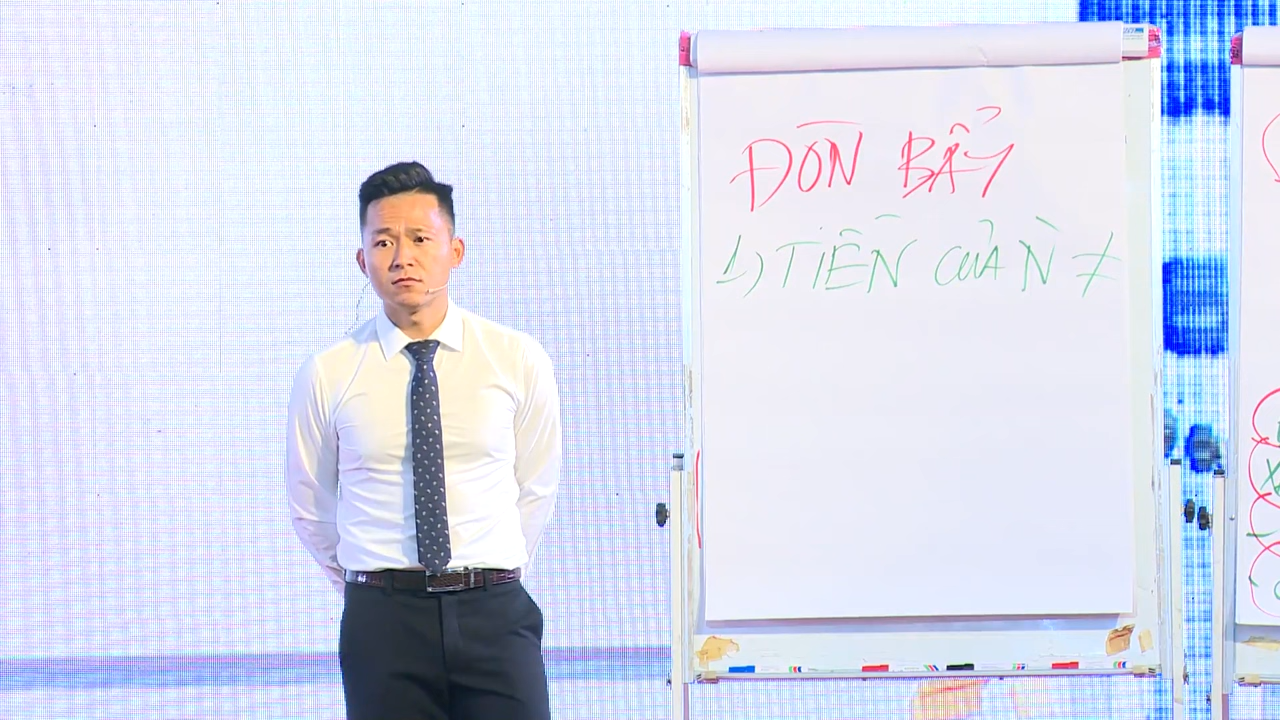 ĐÒN BẨY
1) TIỀN CỦA N ≠